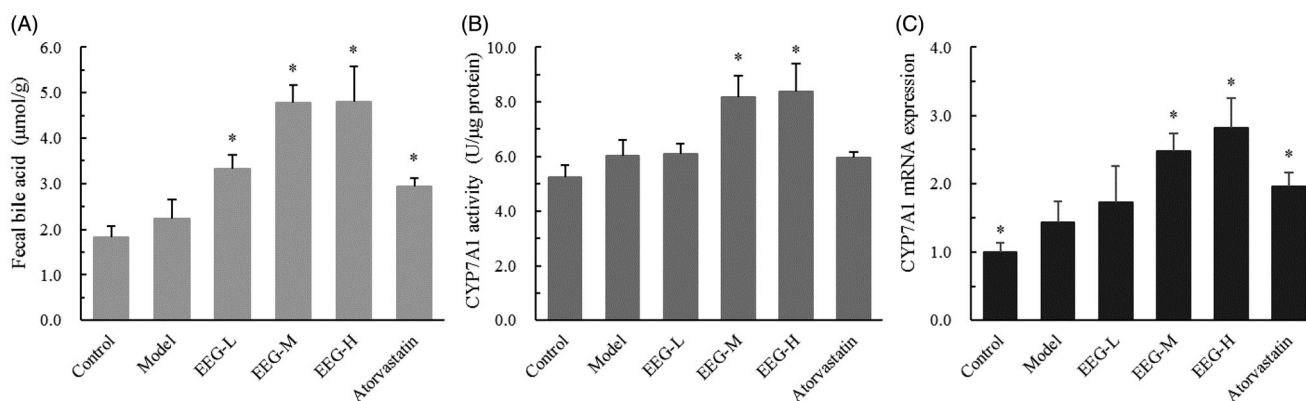 (A)
Fecal bile acid (μmol/g)
6.0
5.0
4.0
3.0
2.0
1.0
0.0
*
*
*
*
Control
Model
EEG-L
EEG-M
EEG-H
Atorvastatin
(B)
CYP7A1 activity (U/μg protein)
10.0
8.0
6.0
4.0
2.0
0.0
*
*
Control
Model
EEG-L
EEG-M
EEG-H
Atorvastatin
(C)
CYP7A1 mRNA expression
4.0
3.0
2.0
1.0
0.0
*
*
*
*
Control
Model
EEG-L
EEG-M
EEG-H
Atorvastatin